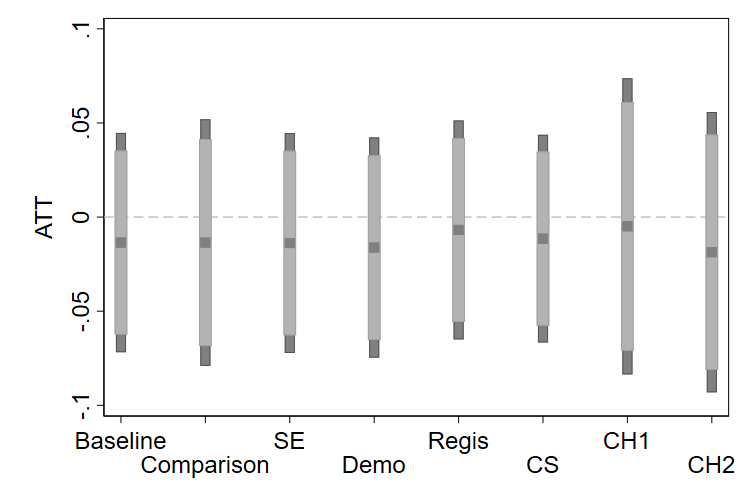 ATT
.1
.05
0
-.05
-.1
Baseline
SE
Regis
CH1
Comparison
Demo
CS
CH2